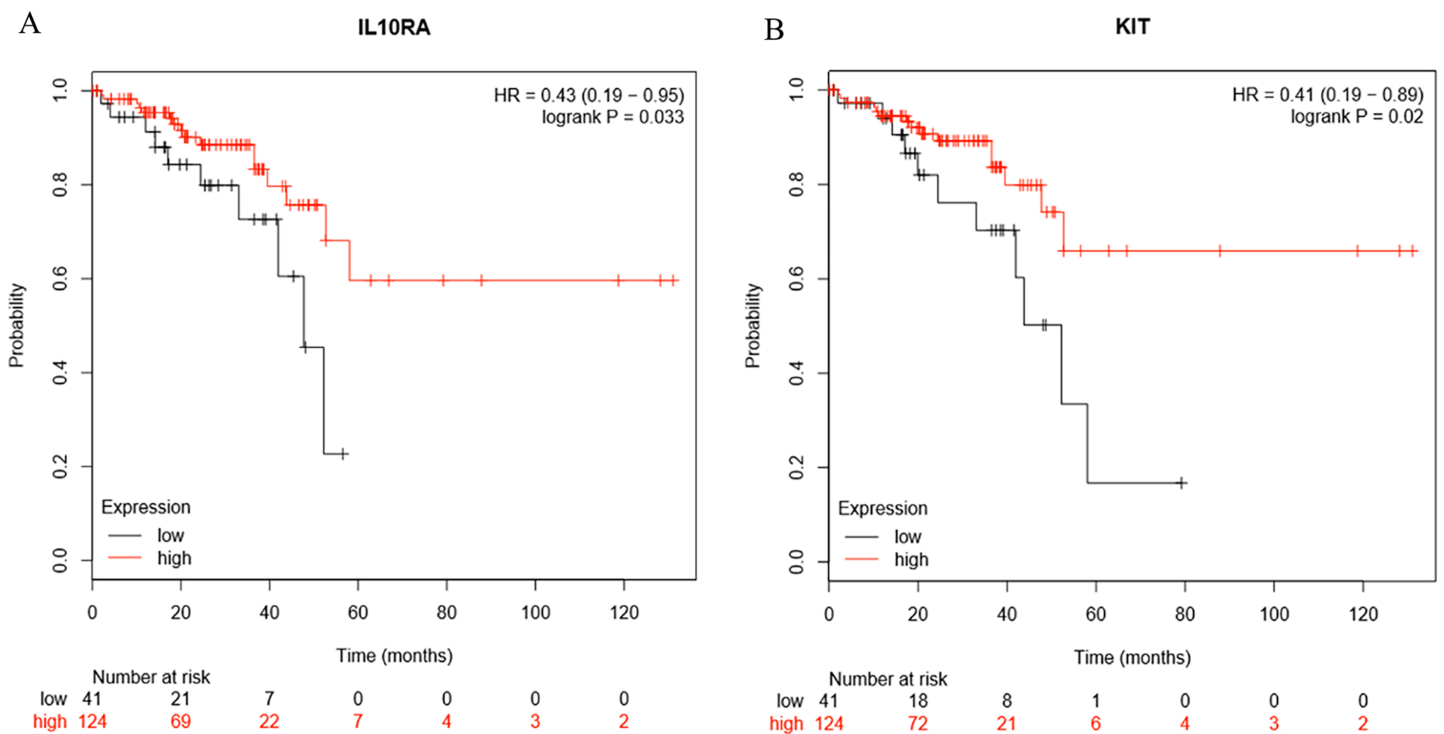 A
IL10RA
HR = 0.43 (0.19 − 0.95)
logrank P = 0.033
Probability
1.0
0.8
0.6
0.4
0.2
0.0
Expression
low
high
0 20 40 60 80 100 120
Time (months)
Number at risk
low 41 21 7 0 0 0 0
high 124 69 22 7 4 3 2
B
KIT
HR = 0.41 (0.19 − 0.89)
logrank P = 0.02
Probability
1.0
0.8
0.6
0.4
0.2
0.0
Expression
low
high
0 20 40 60 80 100 120
Time (months)
Number at risk
low 41 18 8 1 0 0 0
high 124 72 21 6 4 3 2